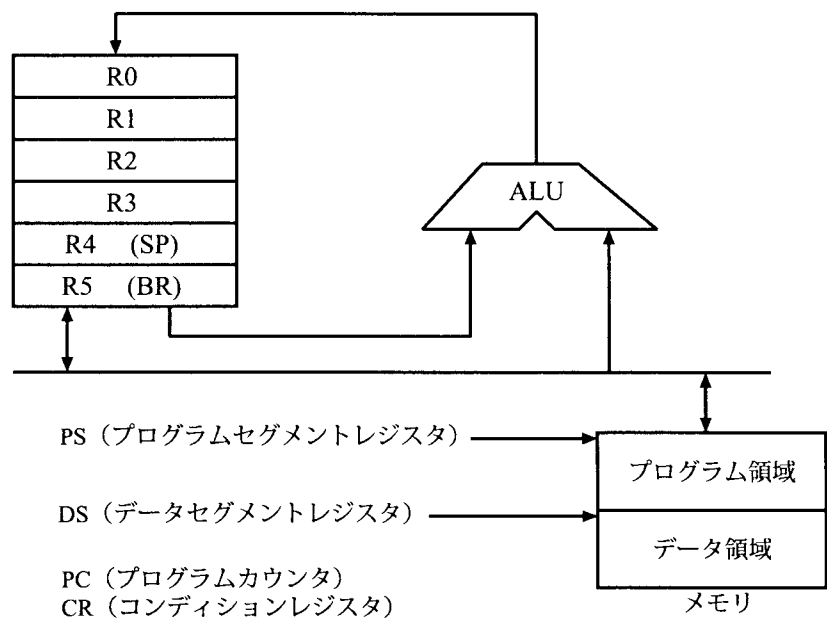 R0
R1
R2
R3
R4 (SP)
R5 (BR)
ALU
PS（プログラムセグメントレジスタ）
プログラム領域
DS（データセグメントレジスタ）
データ領域
PC（プログラムカウンタ）
CR（コンディションレジスタ）
メモリ